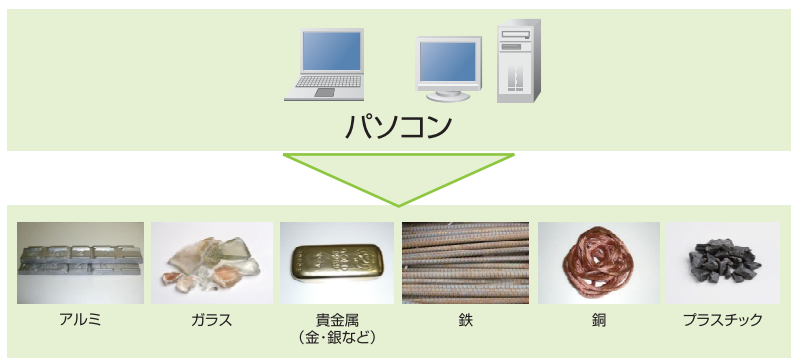 パソコン
アルミ
ガラス
貴金属
(金・銀など)
鉄
銅
プラスチック